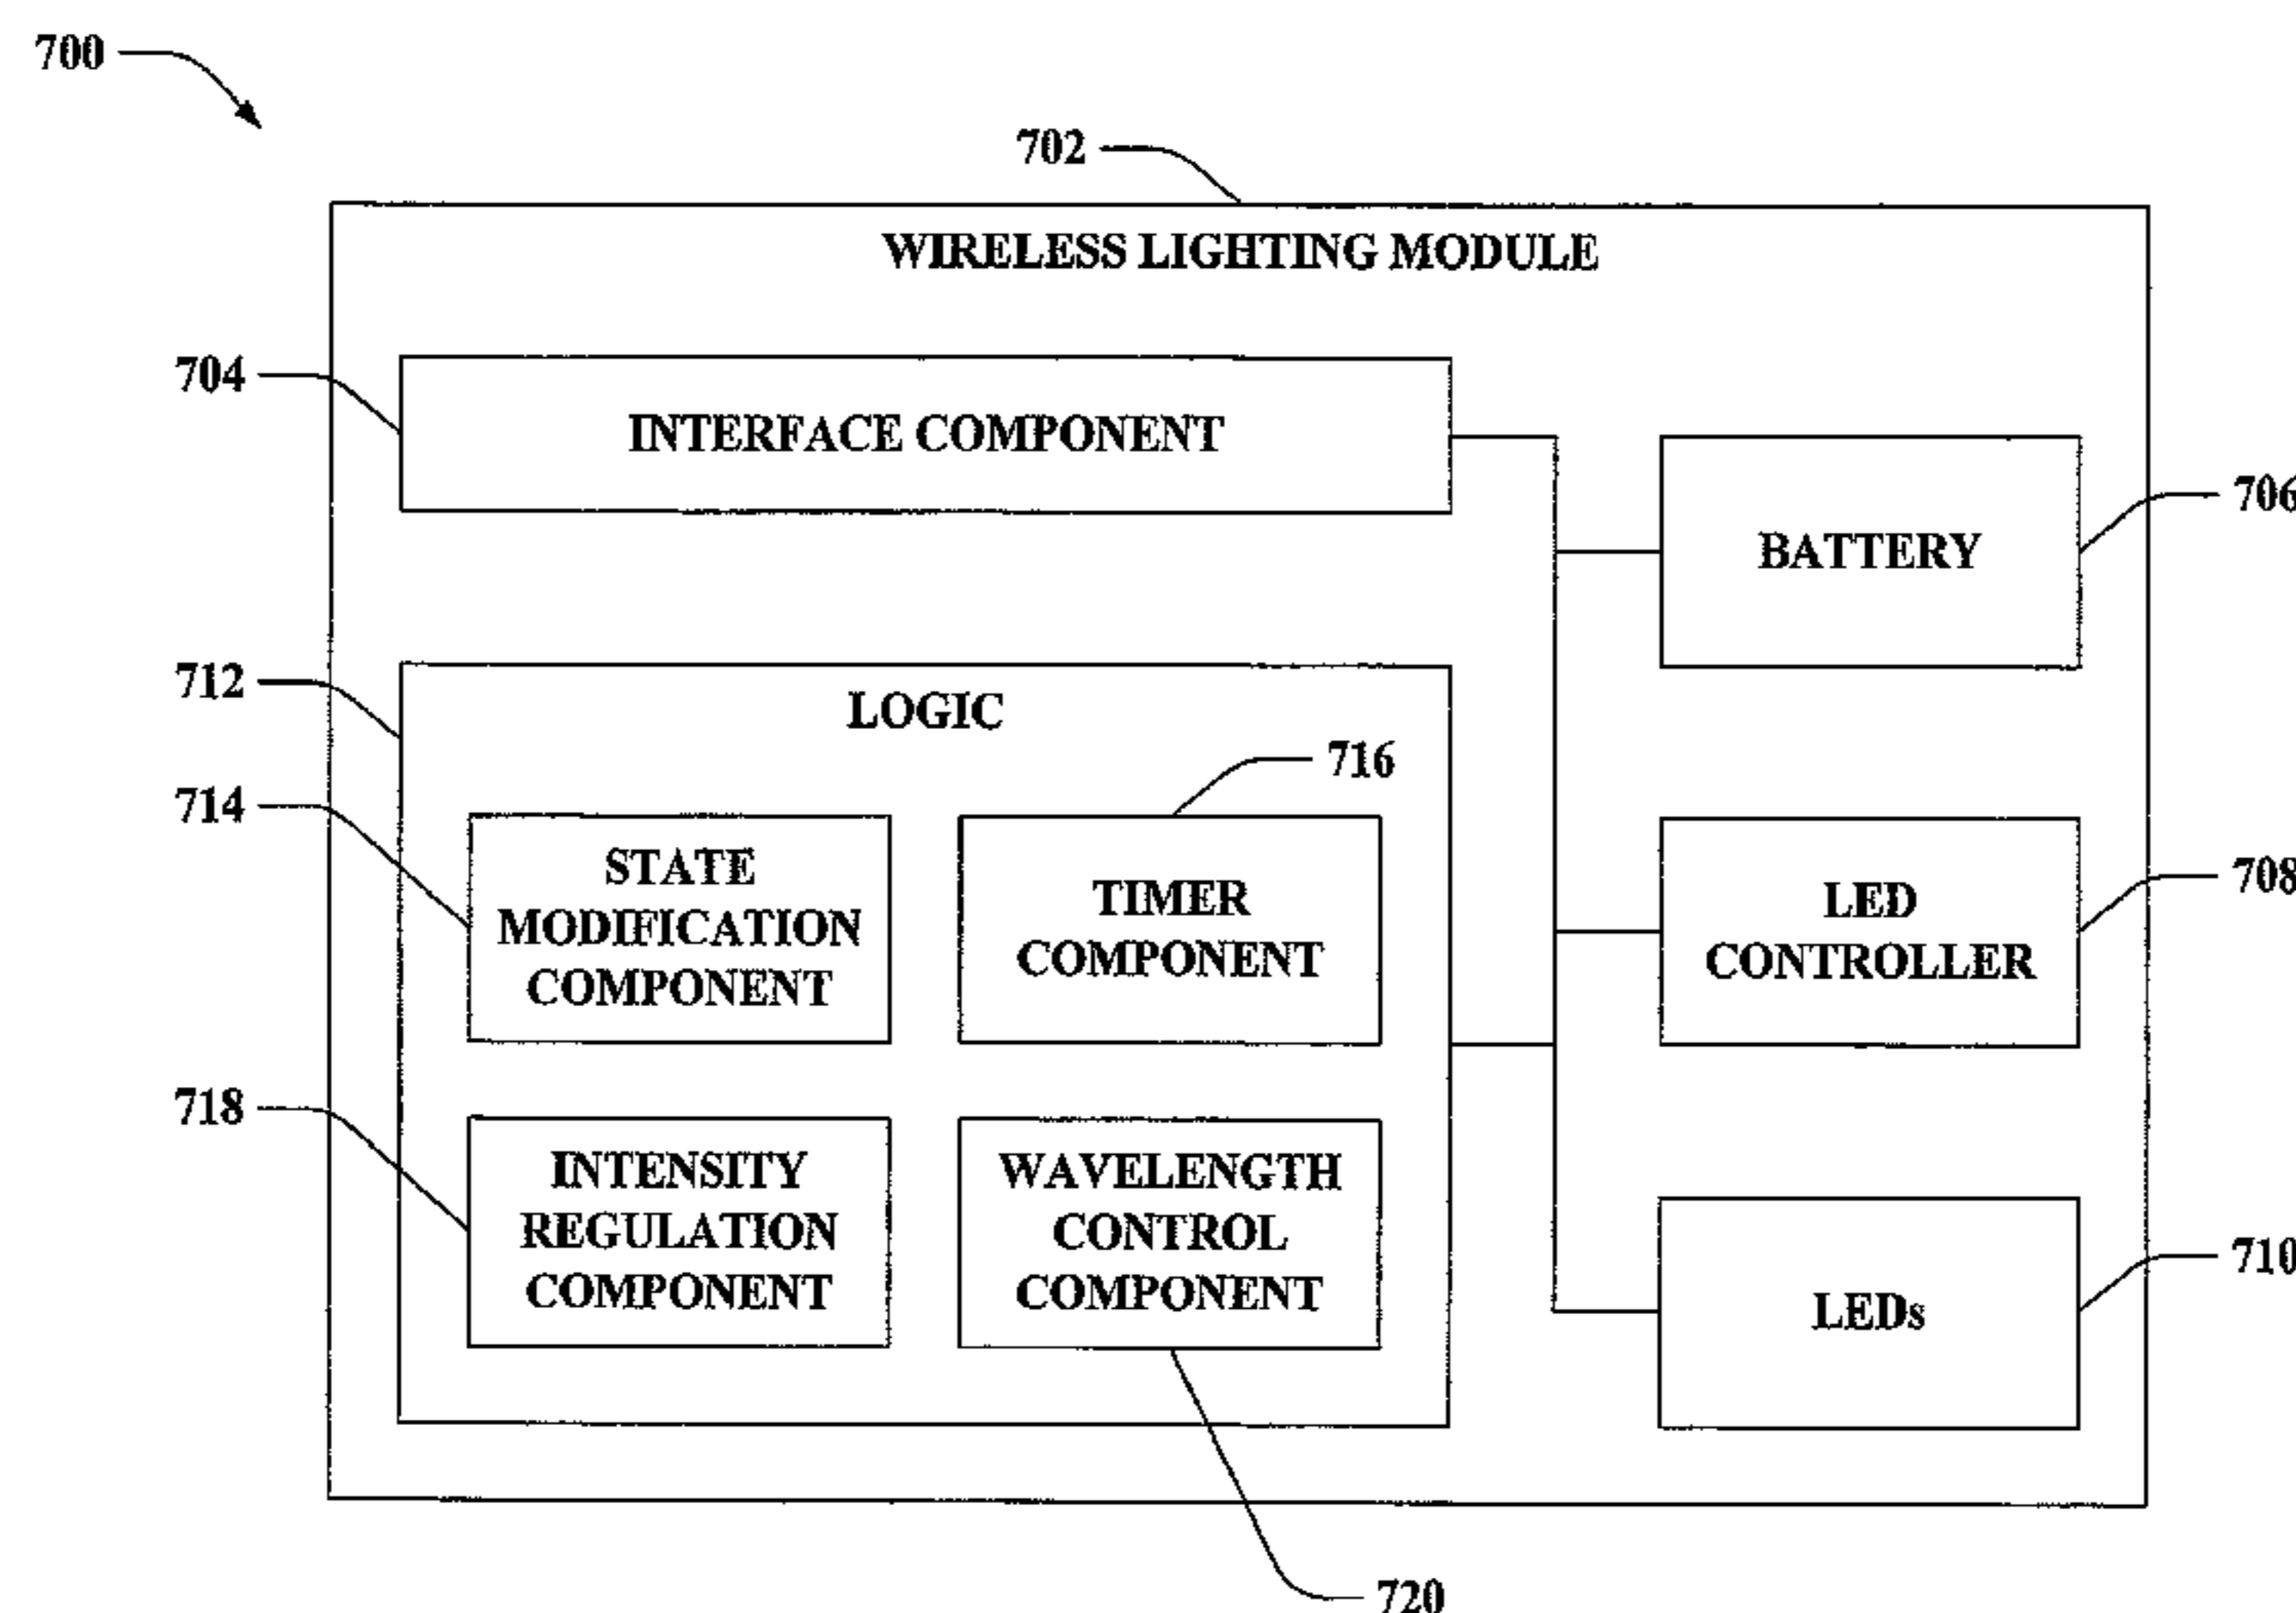 700
702
WIRELESS LIGHTING MODULE
704
INTERFACE COMPONENT
706
BATTERY
712
LOGIC
716
714
STATE
MODIFICATION
COMPONENT
TIMER
COMPONENT
708
LED
CONTROLLER
718
INTENSITY
REGULATION
COMPONENT
WAVELENGTH
CONTROL
COMPONENT
710
LEDs
720